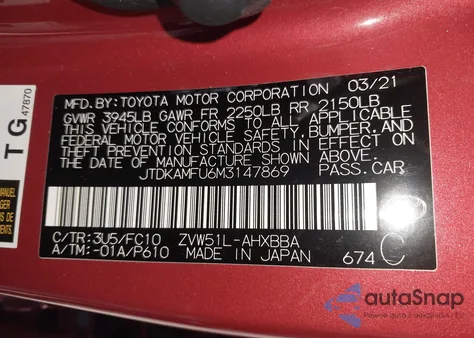 MFD.BY:TOYOTA MOTOR CORPORATION 03/21
GVWR 3945LB GAWR FR 2250LB RR 2150LB
THIS VEHICLE CONFORMS TO ALL APPLICABLE
FEDERAL MOTOR VEHICLE SAFETY, BUMPER, AND
THEFT PREVENTION STANDARDS IN EFFECT ON
THE DATE OF MANUFACTURE SHOWN ABOVE.
JTDKAMFU6M3147869 PASS.CAR
C/TR:3U5/FC10 ZVW51L-AHXBBA
A/TM:-01A/P610 MADE IN JAPAN 674 C
TG
47870
MANUEL
autoSnap